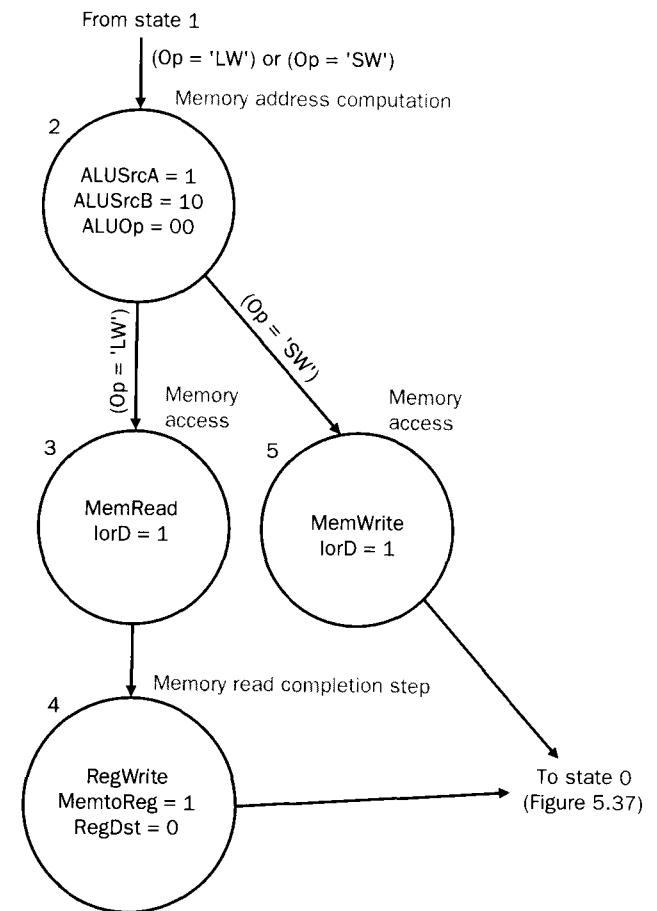 From state 1
(Op = 'LW') or (Op = 'SW')
Memory address computation
2
ALUSrcA = 1
ALUSrcB = 10
ALUOp = 00
(Op = 'LW')
(Op = 'SW')
Memory
access
3
MemRead
IorD = 1
Memory
access
5
MemWrite
IorD = 1
Memory read completion step
4
RegWrite
MemtoReg = 1
RegDst = 0
To state 0
(Figure 5.37)